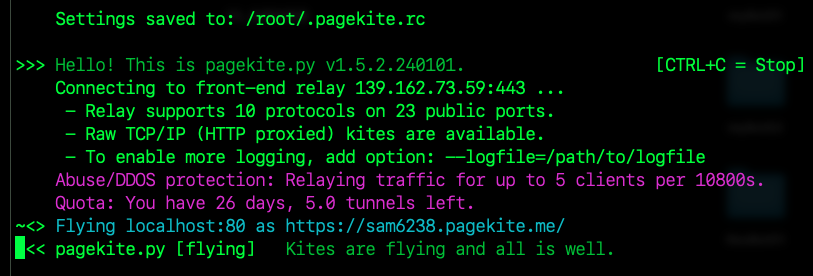 Settings saved to: /root/.pagekite.rc
>>> Hello! This is pagekite.py v1.5.2.240101. [CTRL+C = Stop]
Connecting to front-end relay 139.162.73.59:443 ...
- Relay supports 10 protocols on 23 public ports.
- Raw TCP/IP (HTTP proxied) kites are available.
- To enable more logging, add option: --logfile=/path/to/logfile
Abuse/DDOS protection: Relaying traffic for up to 5 clients per 10800s.
Quota: You have 26 days, 5.0 tunnels left.
~<> Flying localhost:80 as https://sam6238.pagekite.me/
<< pagekite.py [flying] Kites are flying and all is well.